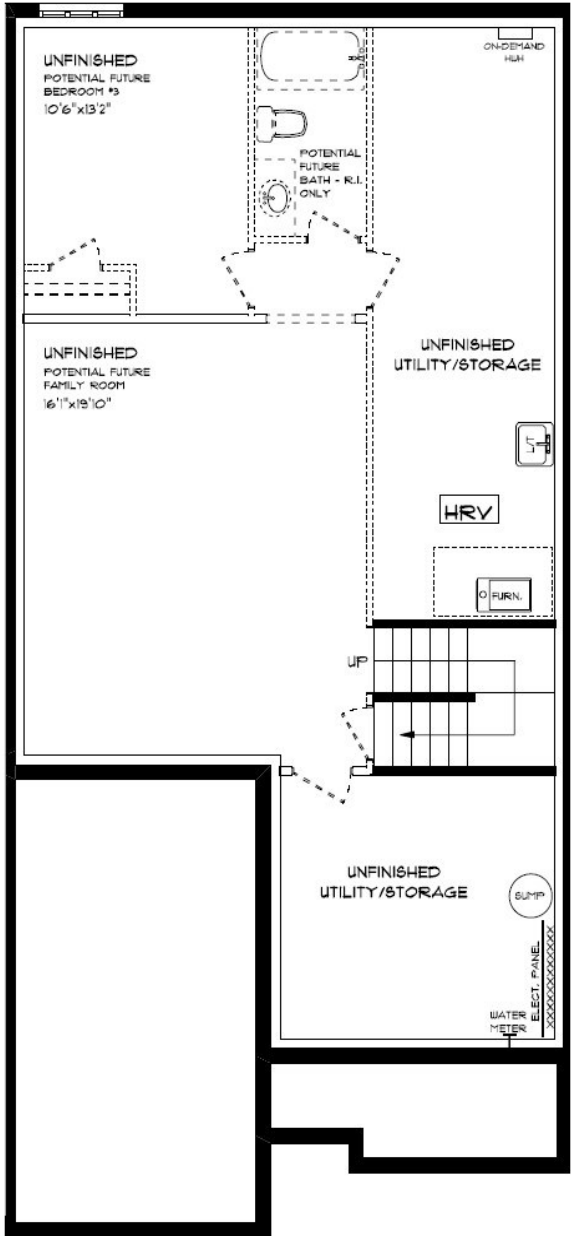 UNFINISHED
POTENTIAL FUTURE
BEDROOM #3
10'6"x13'2"
ON-DEMAND
HWH
POTENTIAL
FUTURE
BATH - R.I.
ONLY
UNFINISHED
POTENTIAL FUTURE
FAMILY ROOM
16'1"x19'10"
UNFINISHED
UTILITY/STORAGE
L/T
HRV
FURN.
UP
UNFINISHED
UTILITY/STORAGE
SUMP
ELECT. PANEL
WATER
METER